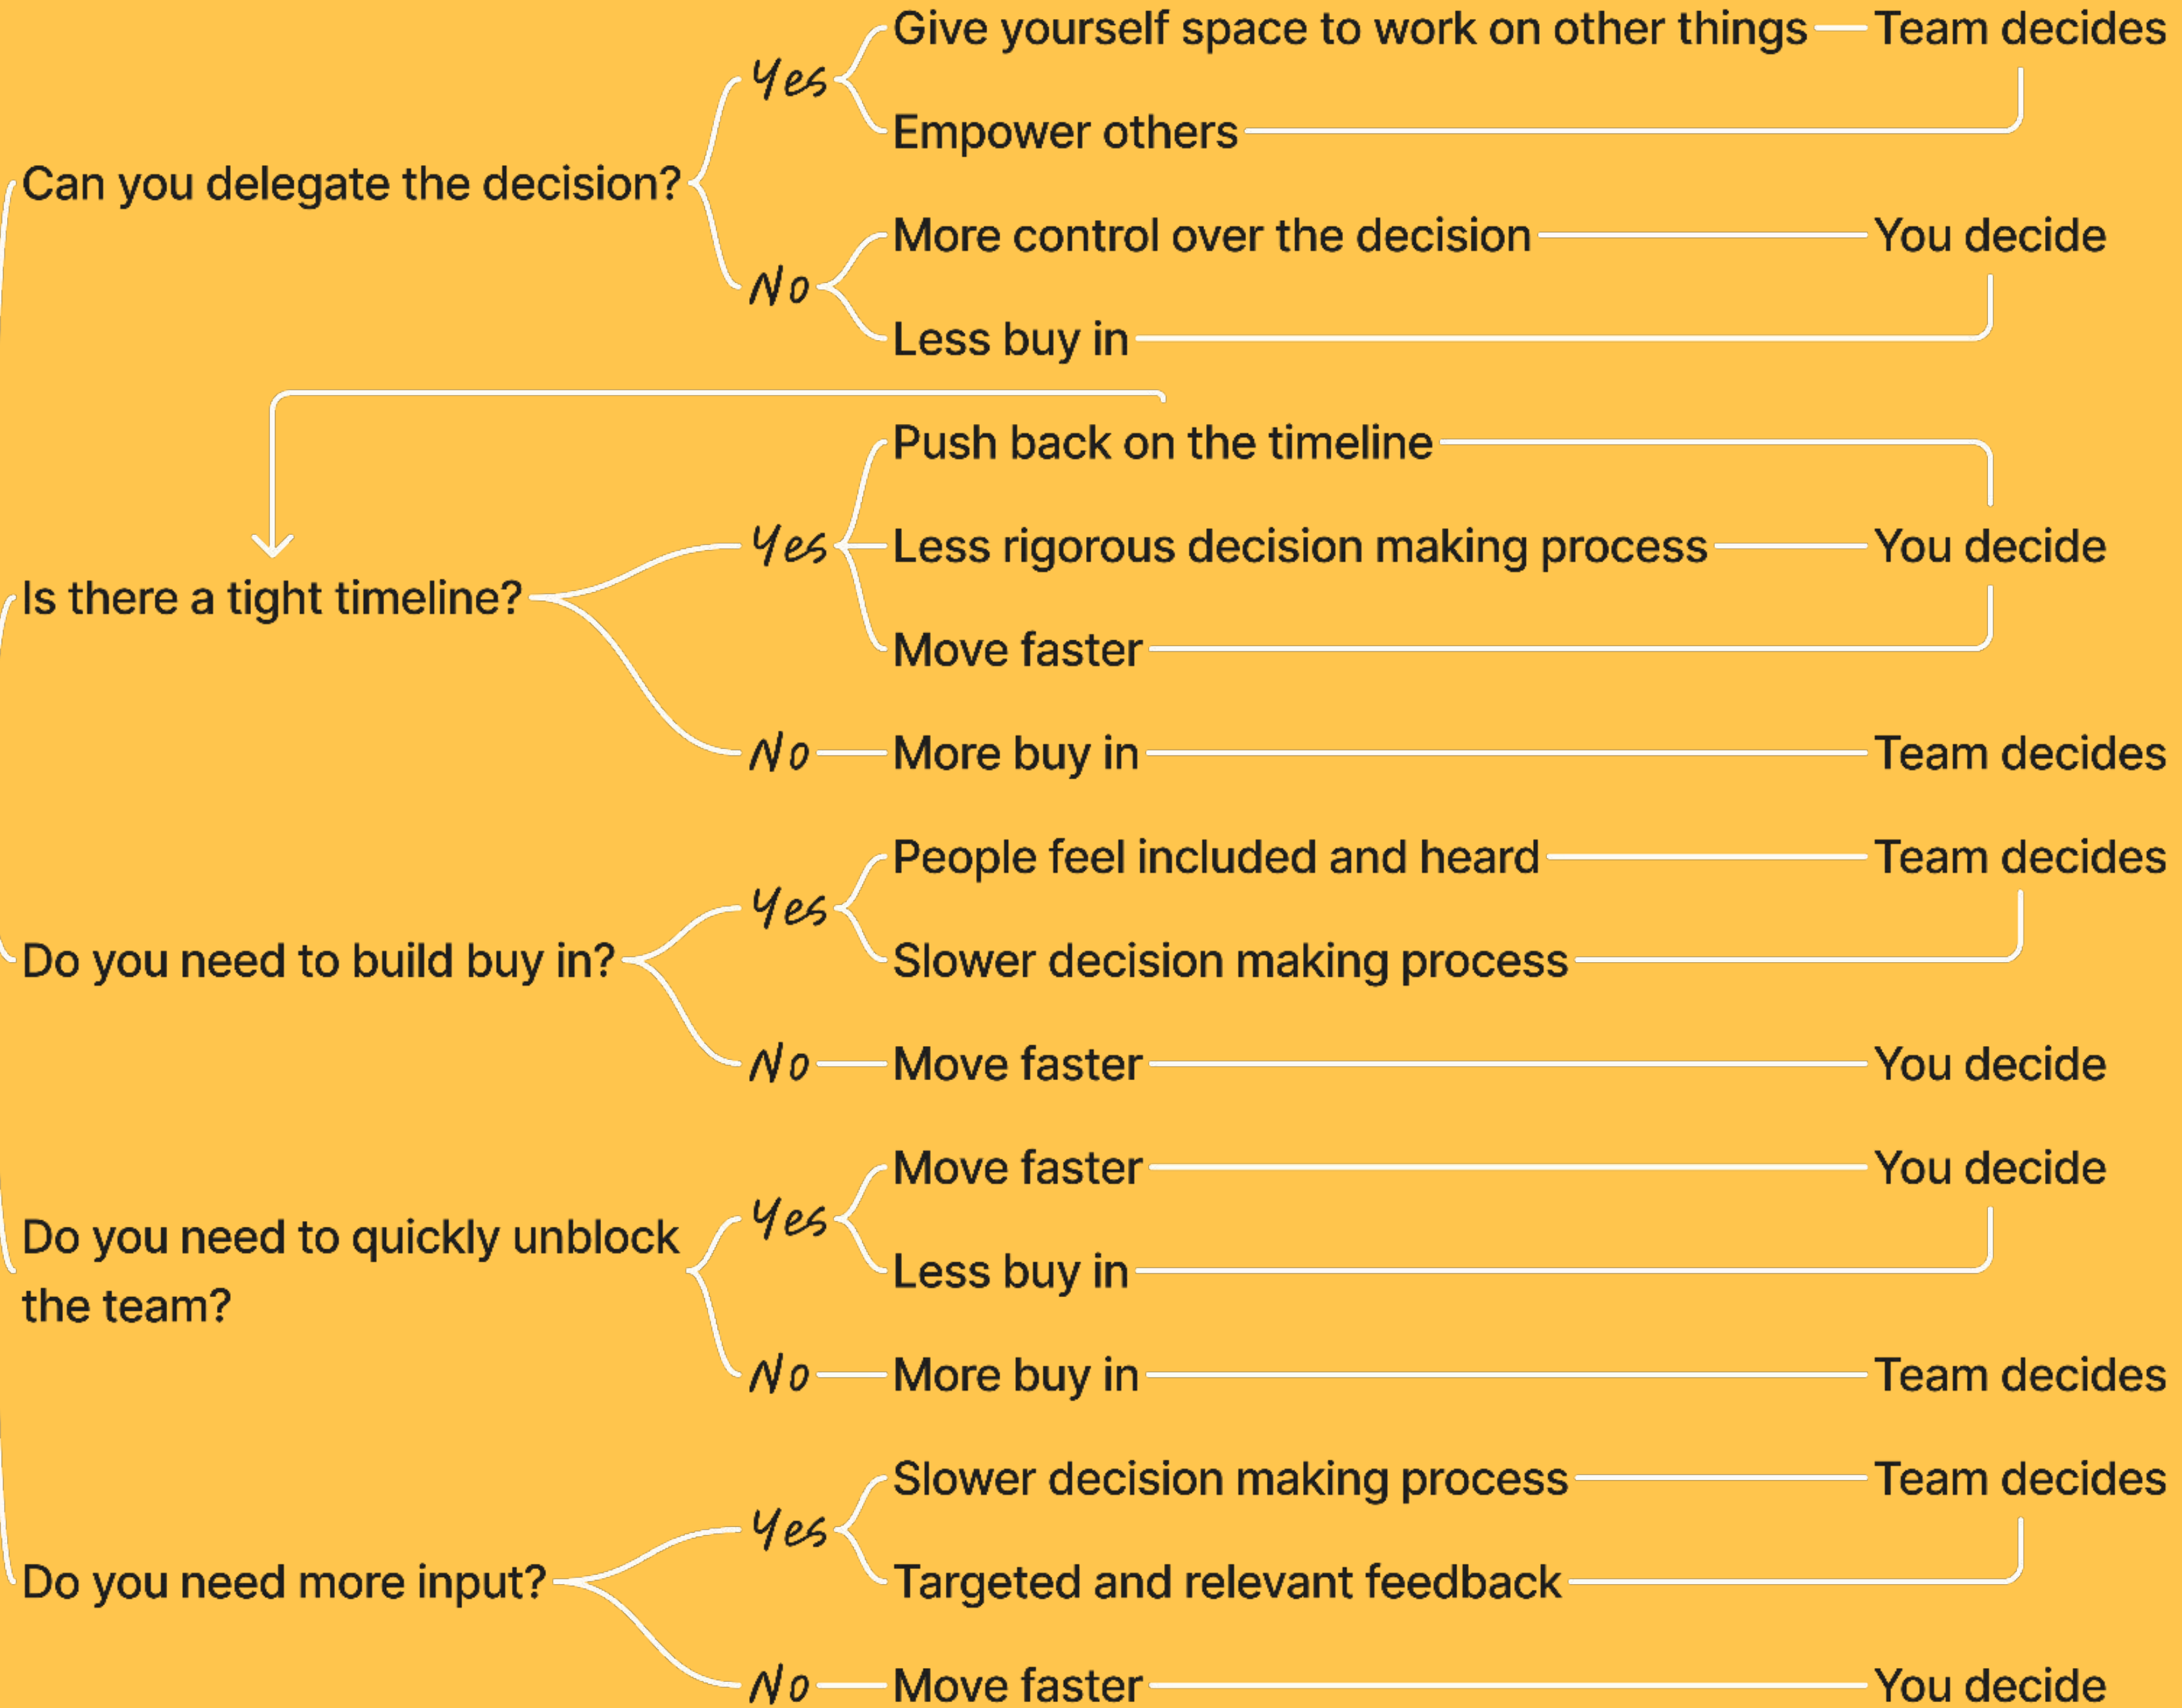 Give yourself space to work on other things Team decides
Yes
Empower others
Can you delegate the decision?
More control over the decision You decide
No
Less buy in
Push back on the timeline
Yes Less rigorous decision making process You decide
Is there a tight timeline?
Move faster
No More buy in Team decides
People feel included and heard Team decides
Yes
Do you need to build buy in? Slower decision making process
No Move faster You decide
Move faster You decide
Yes
Do you need to quickly unblock
Less buy in
the team?
No More buy in Team decides
Slower decision making process Team decides
Yes
Do you need more input? Targeted and relevant feedback
No Move faster You decide